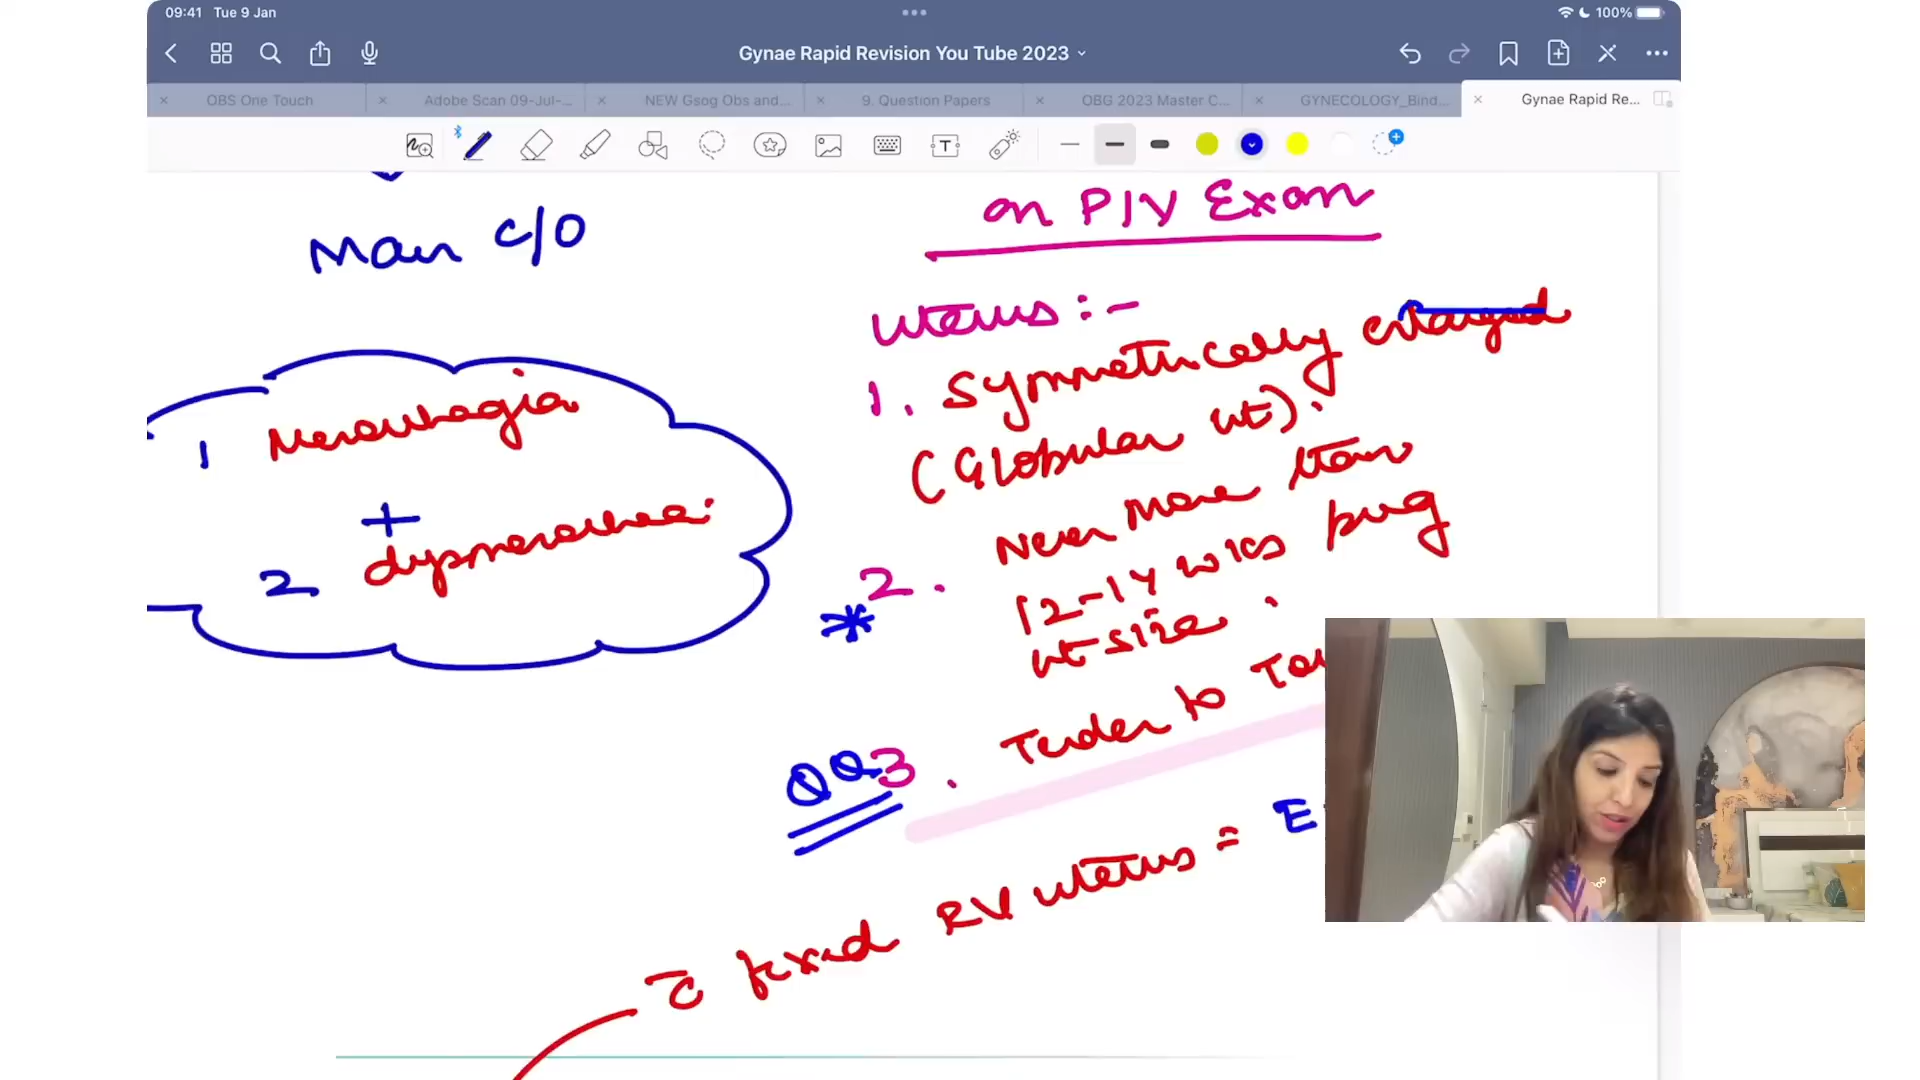 09:41 Tue 9 Jan
100%
Gynae Rapid Revision You Tube 2023
OBS One Touch
Adobe Scan 09-Jul-...
NEW Gsog Obs and...
9. Question Papers
OBG 2023 Master C...
GYNECOLOGY_Bind...
Gynae Rapid Re...
Main C/O
1 Menorrhagia
+
2 dysmenorrhea.
on P/V Exam
Uterus :-
1. Symmetrically enlarged
(Globular ut).
* 2. Never more than
12-14 wks preg
ut size.
QQ 3. Tender to
c̄ fixed RV uterus = E